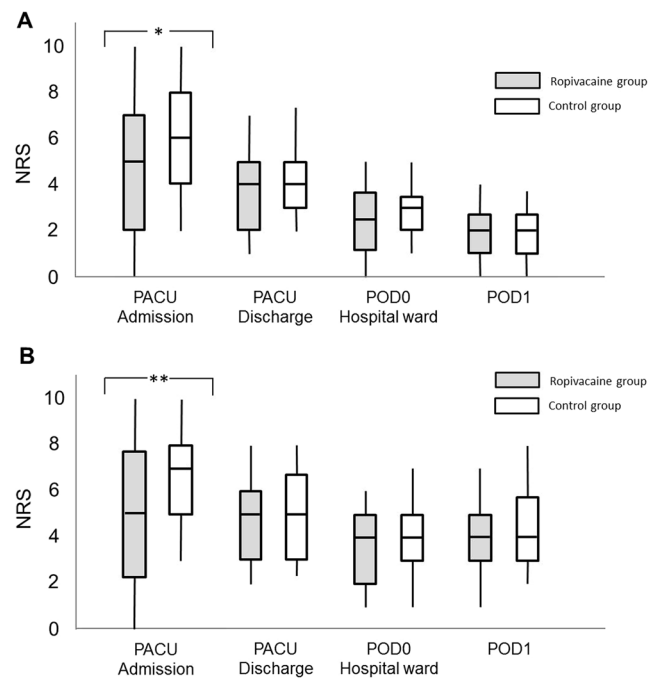 A
*
10
8
6
4
2
0
NRS
Ropivacaine group
Control group
PACU
Admission
PACU
Discharge
POD0
Hospital ward
POD1
B
**
10
8
6
4
2
0
NRS
Ropivacaine group
Control group
PACU
Admission
PACU
Discharge
POD0
Hospital ward
POD1